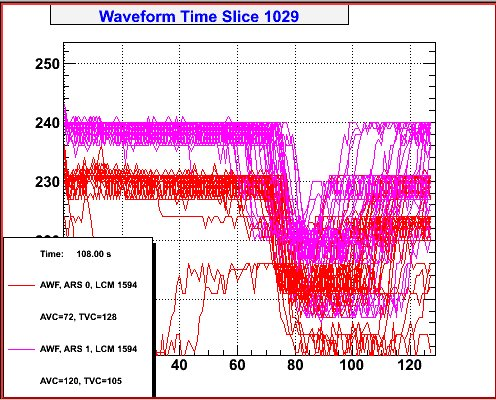 Waveform Time Slice 1029
250
240
230
Time: 108.00 s
AWF, ARS 0, LCM 1594
AVC=72, TVC=128
AWF, ARS 1, LCM 1594
AVC=120, TVC=105
40 60 80 100 120